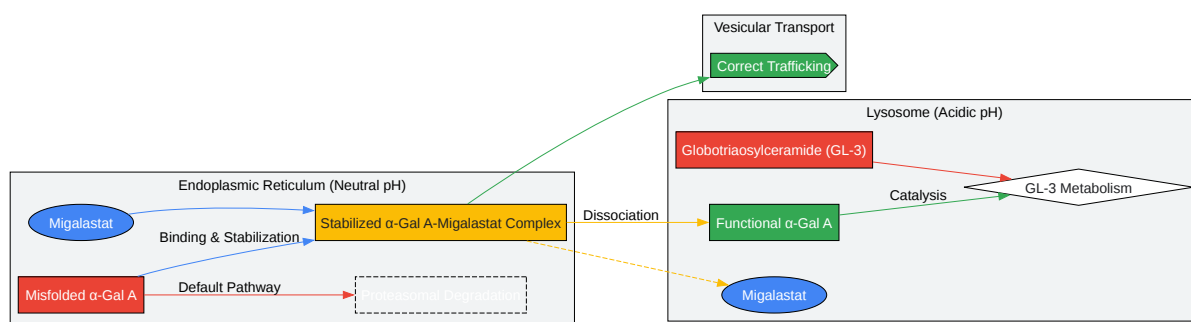 Vesicular Transport
Correct Trafficking
Lysosome (Acidic pH)
Globotriaosylceramide (GL-3)
GL-3 Metabolism
Catalysis
Functional α-Gal A
Migalastat
Endoplasmic Reticulum (Neutral pH)
Migalastat
Stabilized α-Gal A-Migalastat Complex
Dissociation
Binding & Stabilization
Misfolded α-Gal A
Default Pathway
Proteasomal Degradation